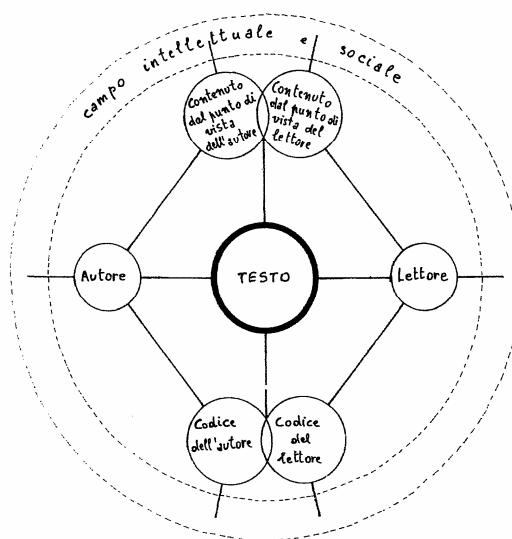 campo intellettuale e sociale
Contenuto
dal punto di
vista
dell'autore
Contenuto
dal punto di
vista del
lettore
Autore
TESTO
Lettore
Codice
dell'autore
Codice
del
lettore